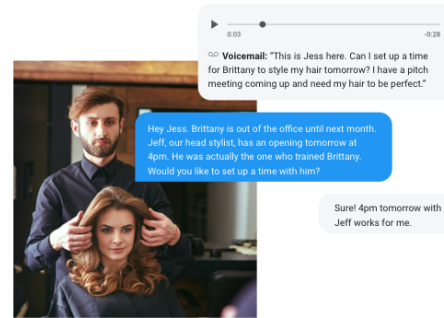 0:03
-0:28
Voicemail: “This is Jess here. Can I set up a time
for Brittany to style my hair tomorrow? I have a pitch
meeting coming up and need my hair to be perfect.”
Hey Jess. Brittany is out of the office until next month.
Jeff, our head stylist, has an opening tomorrow at
4pm. He was actually the one who trained Brittany.
Would you like to set up a time with him?
Sure! 4pm tomorrow with
Jeff works for me.